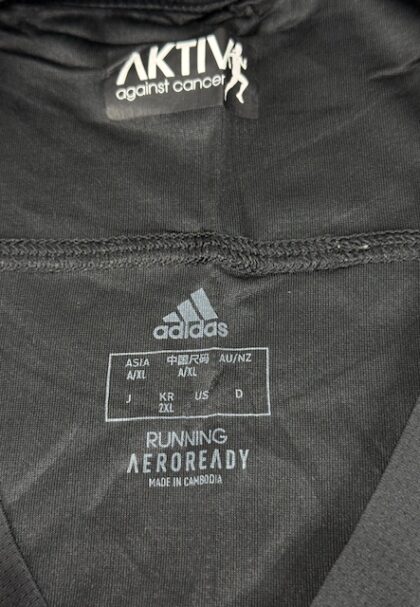 AKTIV
against cancer
adidas
ASIA 中国尺码 AU/NZ
A/XL A/XL
J KR US D
2XL
RUNNING
AEROREADY
MADE IN CAMBODIA